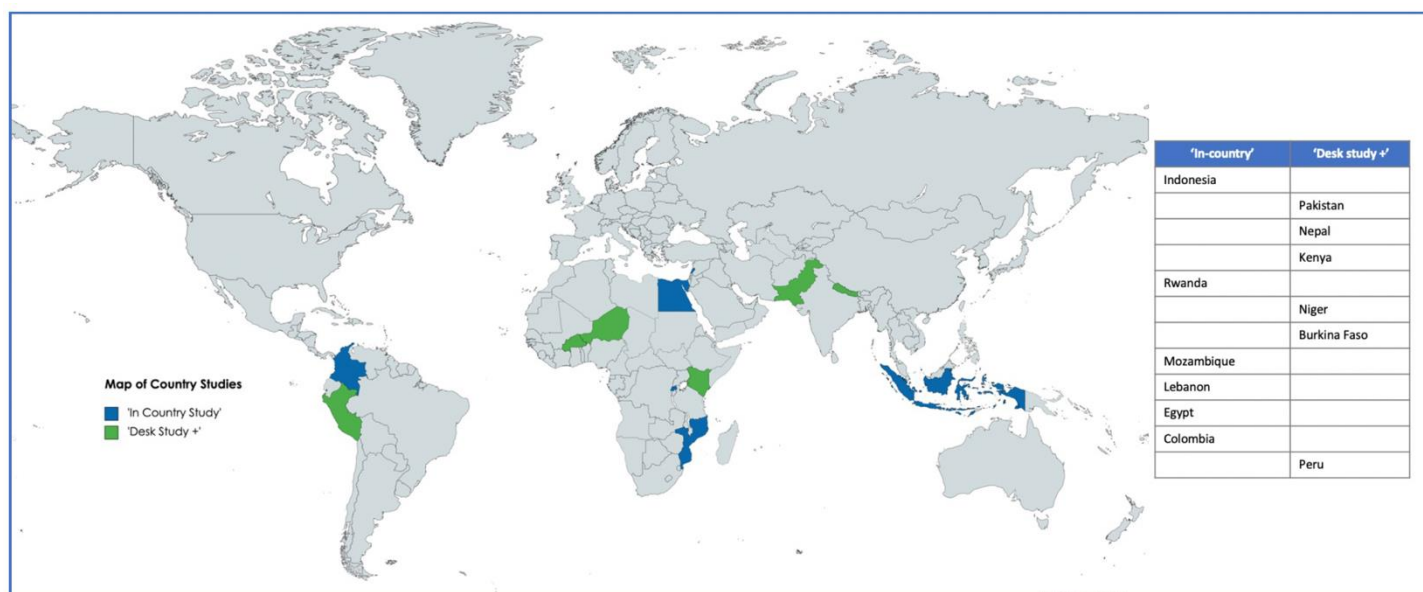 Map of Country Studies
'In Country Study'
'Desk Study +'
‘In-country’ ‘Desk study +’
Indonesia
Pakistan
Nepal
Kenya
Rwanda
Niger
Burkina Faso
Mozambique
Lebanon
Egypt
Colombia
Peru